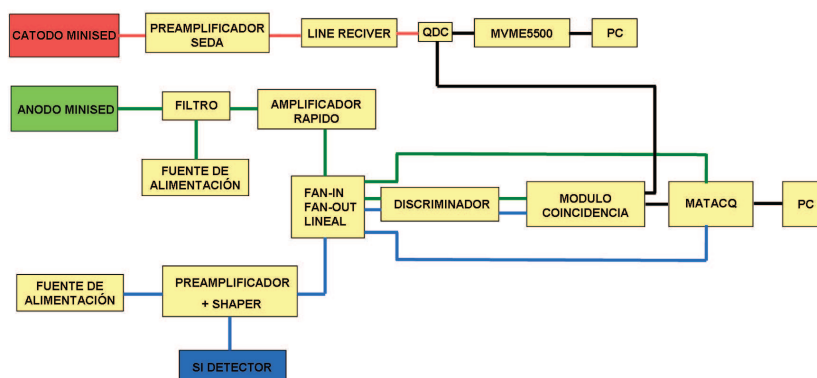 CATODO MINISED
PREAMPLIFICADOR
SEDA
LINE RECIVER
QDC
MVME5500
PC
ANODO MINISED
FILTRO
AMPLIFICADOR
RAPIDO
FUENTE DE
ALIMENTACIÓN
FAN-IN
FAN-OUT
LINEAL
DISCRIMINADOR
MODULO
COINCIDENCIA
MATACQ
PC
FUENTE DE
ALIMENTACIÓN
PREAMPLIFICADOR
+ SHAPER
SI DETECTOR